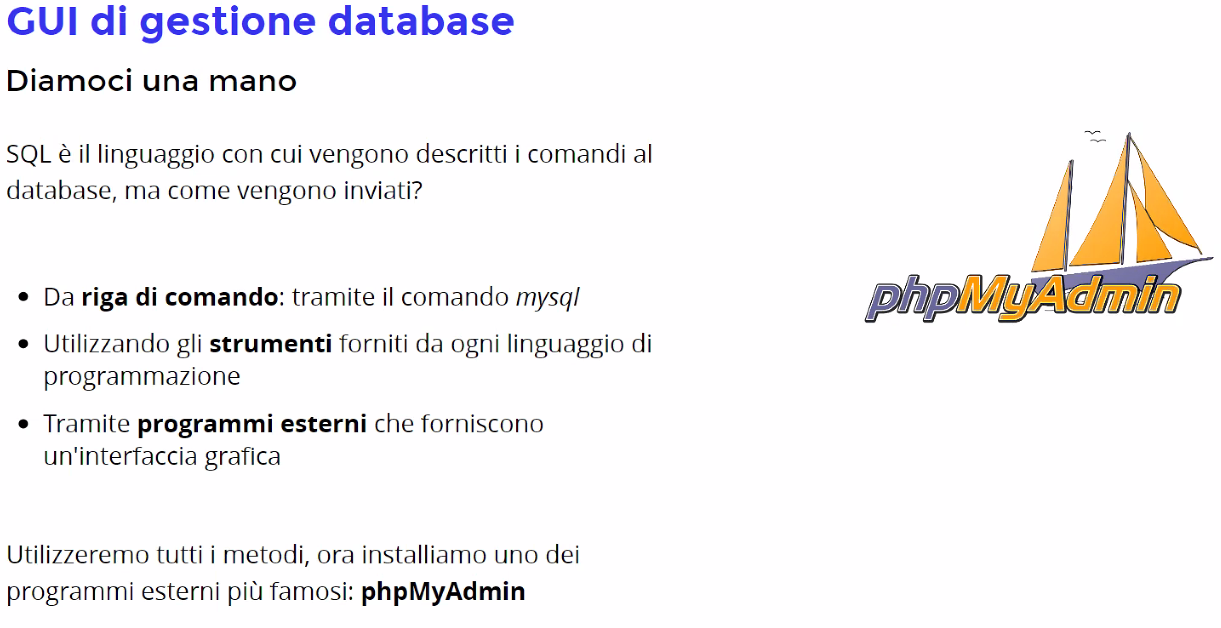 GUI di gestione database
Diamoci una mano
SQL è il linguaggio con cui vengono descritti i comandi al
database, ma come vengono inviati?
• Da riga di comando: tramite il comando mysql
• Utilizzando gli strumenti forniti da ogni linguaggio di
programmazione
• Tramite programmi esterni che forniscono
un'interfaccia grafica
Utilizzeremo tutti i metodi, ora installiamo uno dei
programmi esterni più famosi: phpMyAdmin
phpMyAdmin